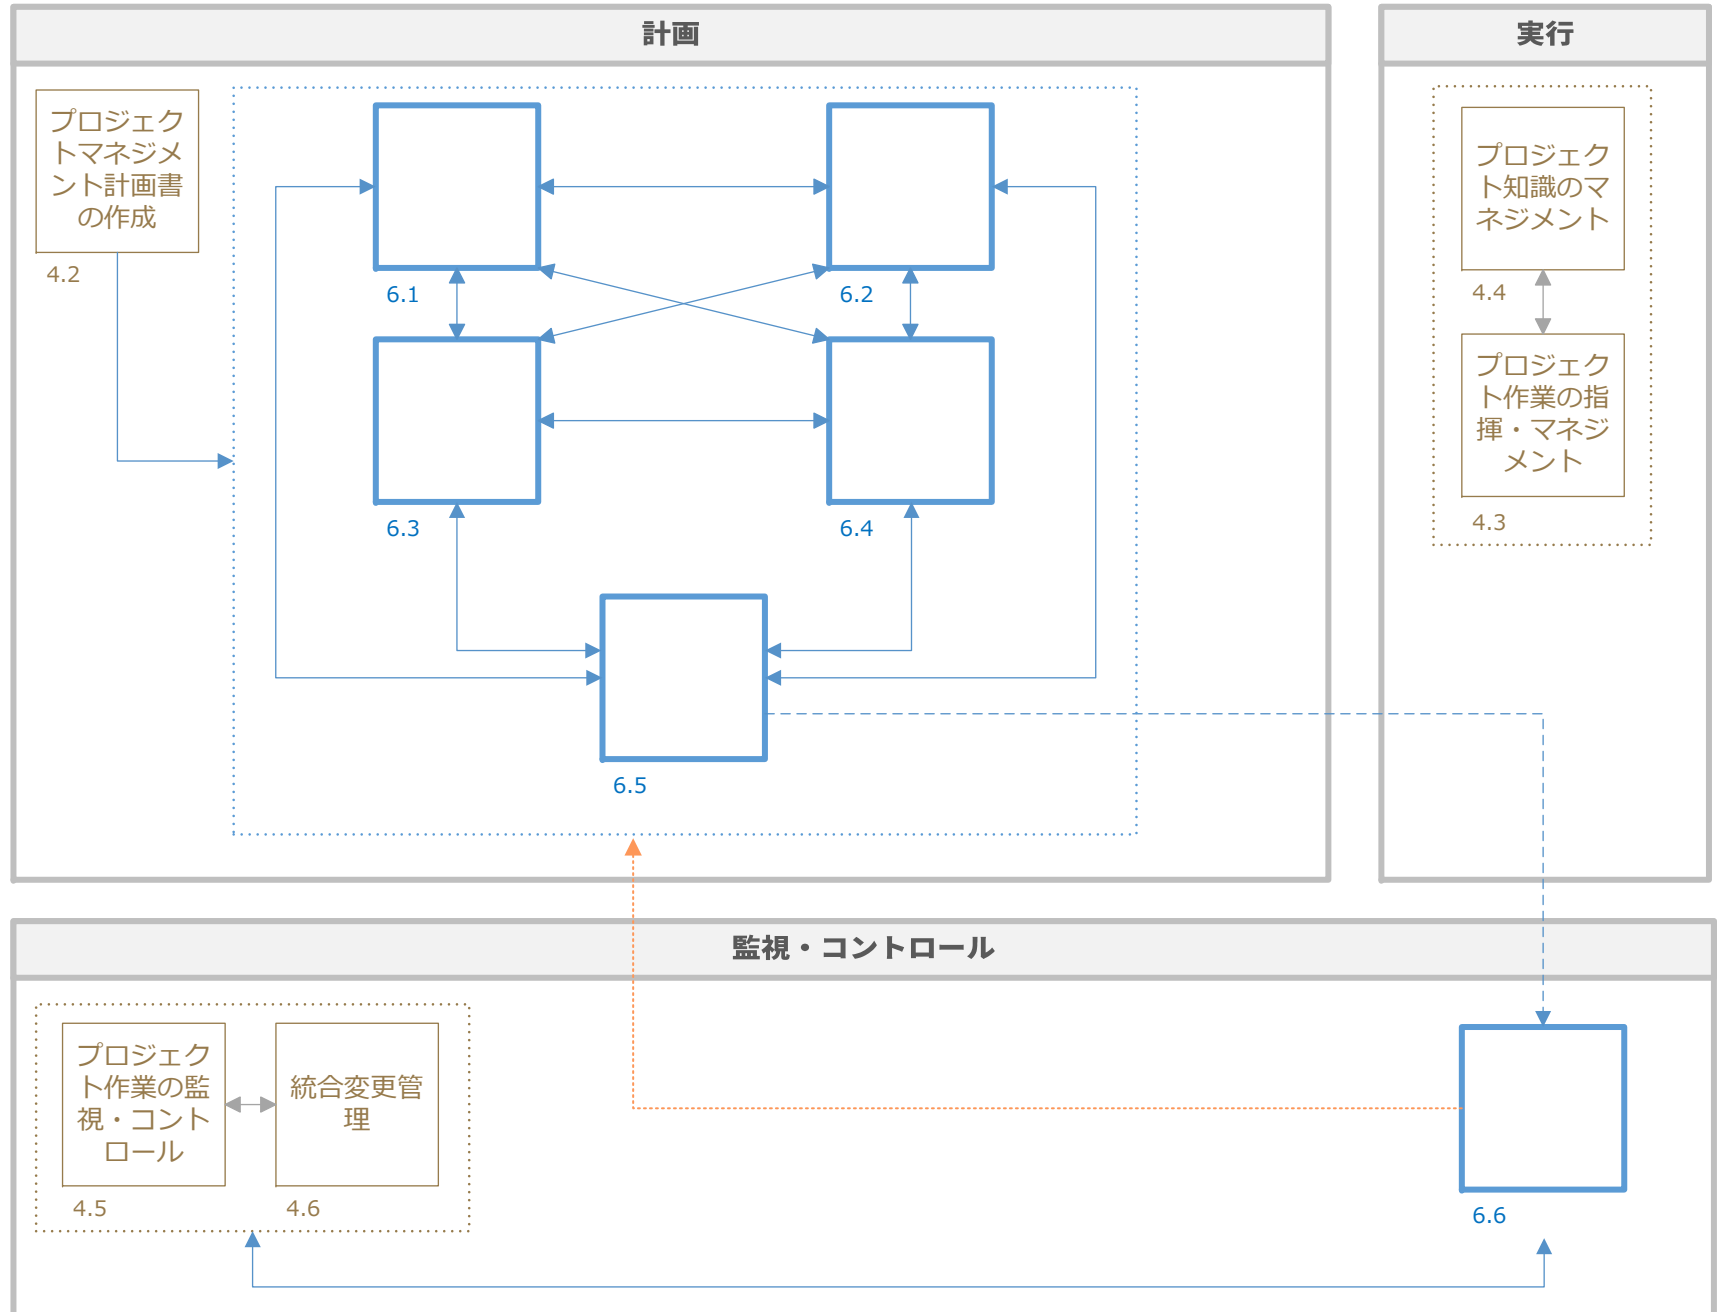 計画
プロジェク
トマネジメ
ント計画書
の作成
4.2
6.1
6.2
6.3
6.4
6.5
実行
プロジェク
ト知識のマ
ネジメント
4.4
プロジェク
ト作業の指
揮・マネジ
メント
4.3
監視・コントロール
プロジェク
ト作業の監
視・コント
ロール
4.5
統合変更管
理
4.6
6.6